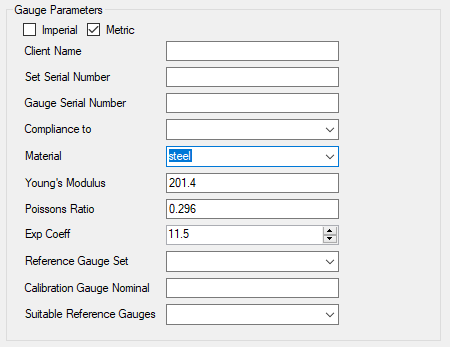 Gauge Parameters
Imperial Metric
Client Name
Set Serial Number
Gauge Serial Number
Compliance to
Material steel
Young's Modulus 201.4
Poissons Ratio 0.296
Exp Coeff 11.5
Reference Gauge Set
Calibration Gauge Nominal
Suitable Reference Gauges